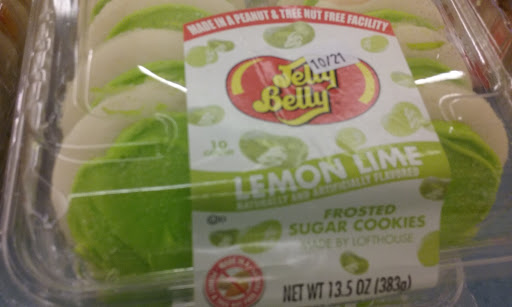 MADE IN A PEANUT & TREE NUT FREE FACILITY
10/21
Jelly
Belly
10
LEMON LIME
NATURALLY AND ARTIFICIALLY FLAVORED
FROSTED
SUGAR COOKIES
MADE BY LOFTHOUSE
NET WT 13.5 OZ (383g)